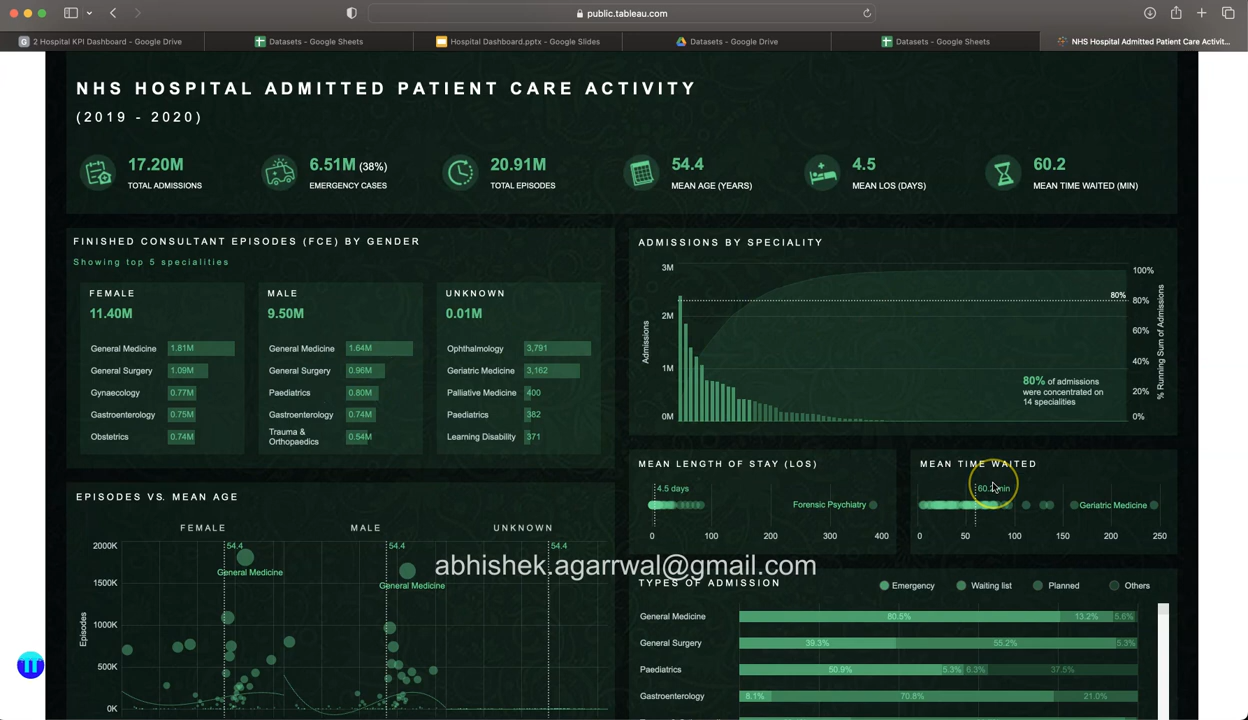 public.tableau.com
2 Hospital KPI Dashboard - Google Drive
Datasets - Google Sheets
Hospital Dashboard.pptx - Google Slides
Datasets - Google Drive
Datasets - Google Sheets
NHS Hospital Admitted Patient Care Activit...
NHS HOSPITAL ADMITTED PATIENT CARE ACTIVITY
(2019 - 2020)
17.20M
TOTAL ADMISSIONS
6.51M (38%)
EMERGENCY CASES
20.91M
TOTAL EPISODES
54.4
MEAN AGE (YEARS)
4.5
MEAN LOS (DAYS)
60.2
MEAN TIME WAITED (MIN)
FINISHED CONSULTANT EPISODES (FCE) BY GENDER
Showing top 5 specialities
FEMALE
11.40M
General Medicine 1.81M
General Surgery 1.09M
Gynaecology 0.77M
Gastroenterology 0.75M
Obstetrics 0.74M
MALE
9.50M
General Medicine 1.64M
General Surgery 0.96M
Paediatrics 0.80M
Gastroenterology 0.74M
Trauma &
Orthopaedics 0.54M
UNKNOWN
0.01M
Ophthalmology 3,791
Geriatric Medicine 3,162
Palliative Medicine 400
Paediatrics 382
Learning Disability 371
ADMISSIONS BY SPECIALITY
3M
2M
1M
0M
Admissions
100%
80%
60%
40%
20%
0%
% Running Sum of Admissions
80%
80% of admissions
were concentrated on
14 specialities
EPISODES VS. MEAN AGE
FEMALE MALE UNKNOWN
2000K
1500K
1000K
500K
0K
Episodes
54.4 54.4 54.4
General Medicine
General Medicine
MEAN LENGTH OF STAY (LOS)
4.5 days
Forensic Psychiatry
0 100 200 300 400
MEAN TIME WAITED
60.2 min
Geriatric Medicine
0 50 100 150 200 250
abhishek.agarrwal@gmail.com
TYPES OF ADMISSION
Emergency Waiting list Planned Others
General Medicine 80.5% 13.2% 5.6%
General Surgery 39.3% 55.2% 5.3%
Paediatrics 50.9% 5.3% 6.3% 37.5%
Gastroenterology 8.1% 70.8% 21.0%